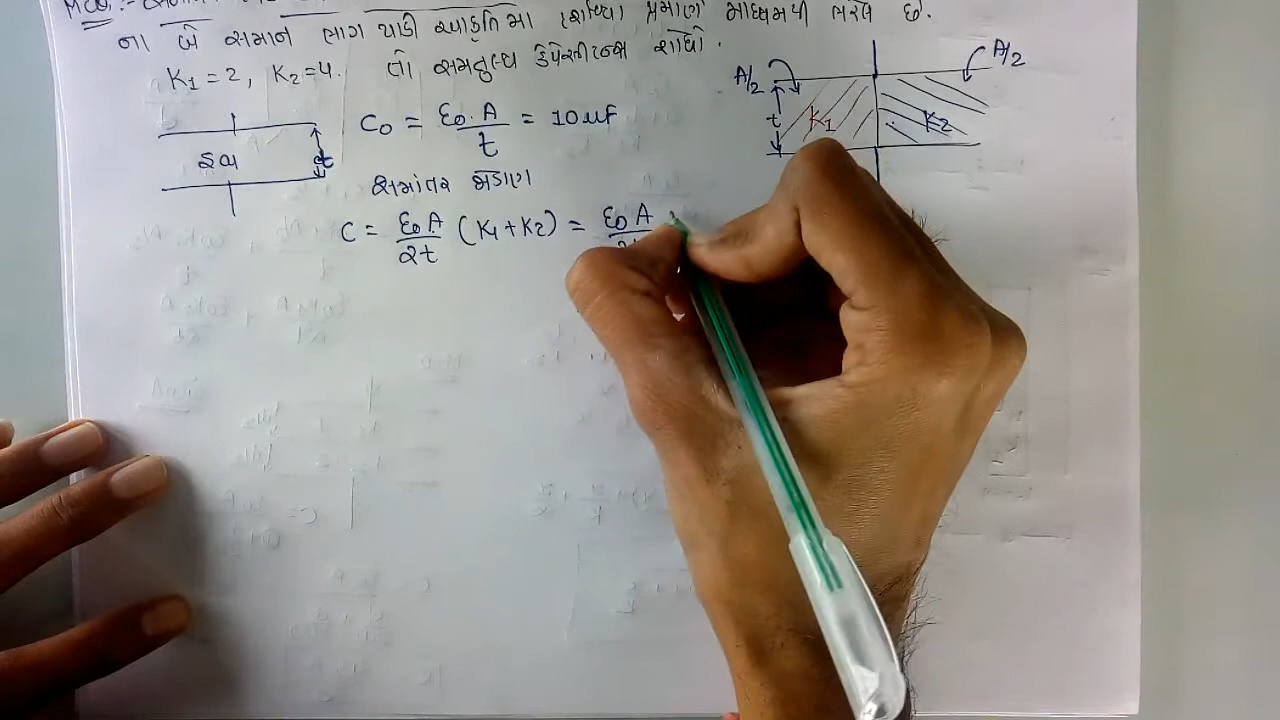 MCQ :-
ના બે સમાન ભાગ પાડી આકૃતિમાં દર્શાવ્યા પ્રમાણે માધ્યમથી ભરેલ છે.
K₁ = 2, K₂ = 4. તો સમતુલ્ય કેપેસીટન્સ શોધો.
A/2 A/2
હવા t
C₀ = ε₀.A / t = 10 μf
t K₁ K₂
સમાંતર જોડાણ
C = ε₀A / 2t (K₁+K₂) = ε₀A